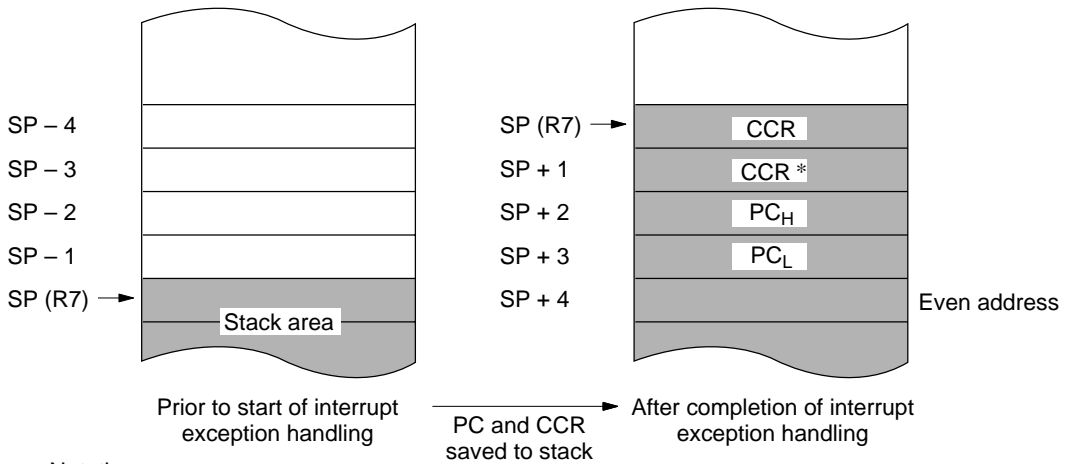 SP – 4
SP – 3
SP – 2
SP – 1
SP (R7)
Stack area
SP (R7)
SP + 1
SP + 2
SP + 3
SP + 4
CCR
CCR *
PCH
PCL
Even address
Prior to start of interrupt
exception handling
PC and CCR
saved to stack
After completion of interrupt
exception handling